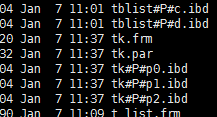 04 Jan 7 11:01 tblist#P#c.ibd
04 Jan 7 11:01 tblist#P#d.ibd
20 Jan 7 11:37 tk.frm
32 Jan 7 11:37 tk.par
04 Jan 7 11:37 tk#P#p0.ibd
04 Jan 7 11:37 tk#P#p1.ibd
04 Jan 7 11:37 tk#P#p2.ibd
90 Jan 7 11:09 t_list.frm